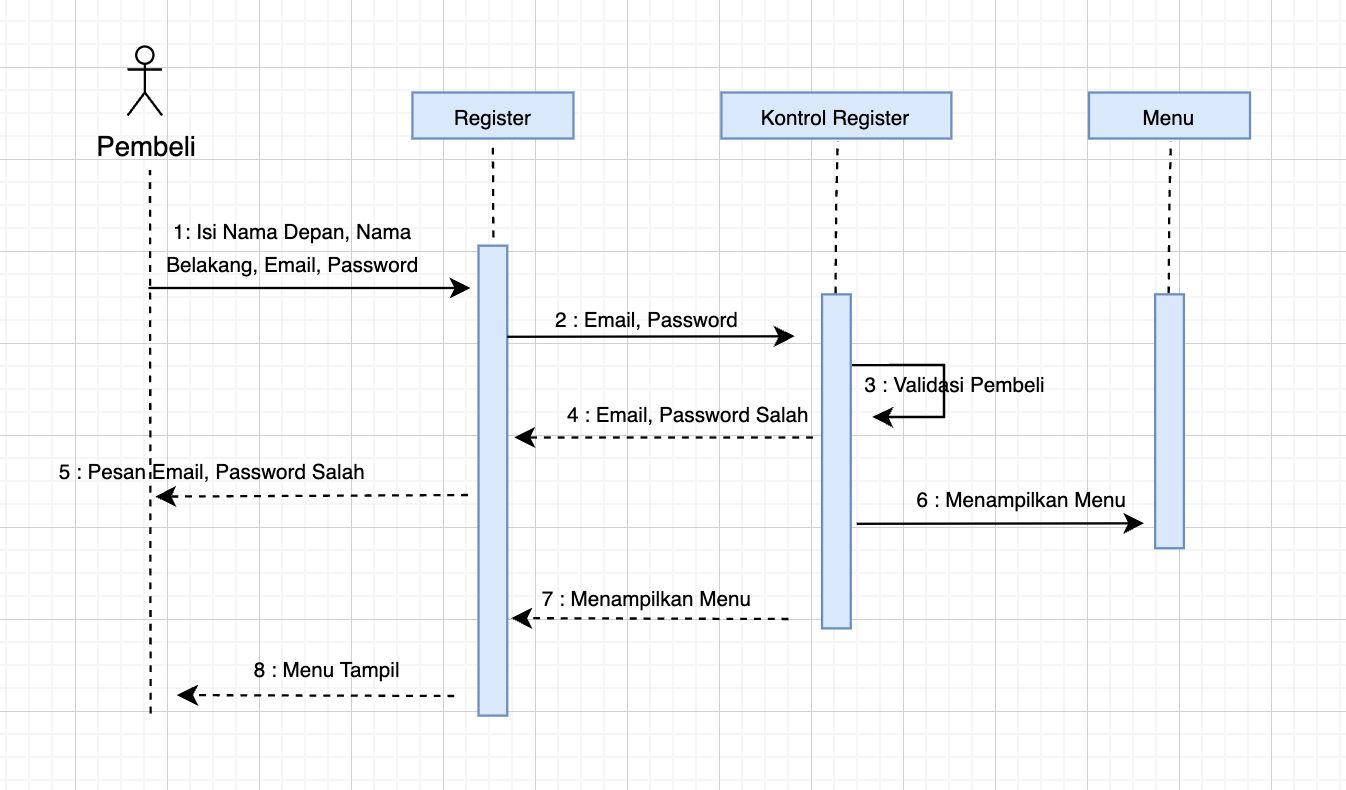 Pembeli
Register
Kontrol Register
Menu
1: Isi Nama Depan, Nama
Belakang, Email, Password
2 : Email, Password
3 : Validasi Pembeli
4 : Email, Password Salah
5 : Pesan Email, Password Salah
6 : Menampilkan Menu
7 : Menampilkan Menu
8 : Menu Tampil